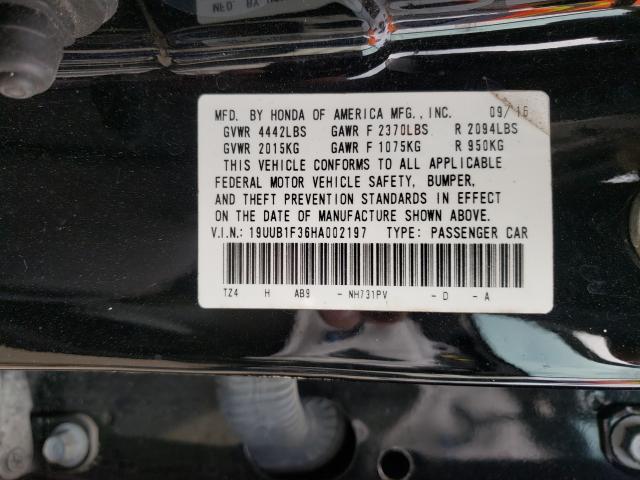 MFD. BY HONDA OF AMERICA MFG., INC. 09/16
GVWR 4442LBS GAWR F 2370LBS R 2094LBS
GVWR 2015KG GAWR F 1075KG R 950KG
THIS VEHICLE CONFORMS TO ALL APPLICABLE
FEDERAL MOTOR VEHICLE SAFETY, BUMPER,
AND THEFT PREVENTION STANDARDS IN EFFECT
ON THE DATE OF MANUFACTURE SHOWN ABOVE.
V.I.N.: 19UUB1F36HA002197 TYPE: PASSENGER CAR
TZ4 H AB9 - NH731PV - D - A